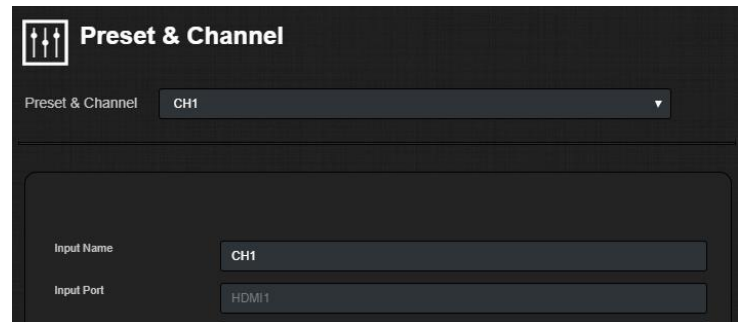 Preset & Channel
Preset & Channel CH1
Input Name CH1
Input Port HDMI1